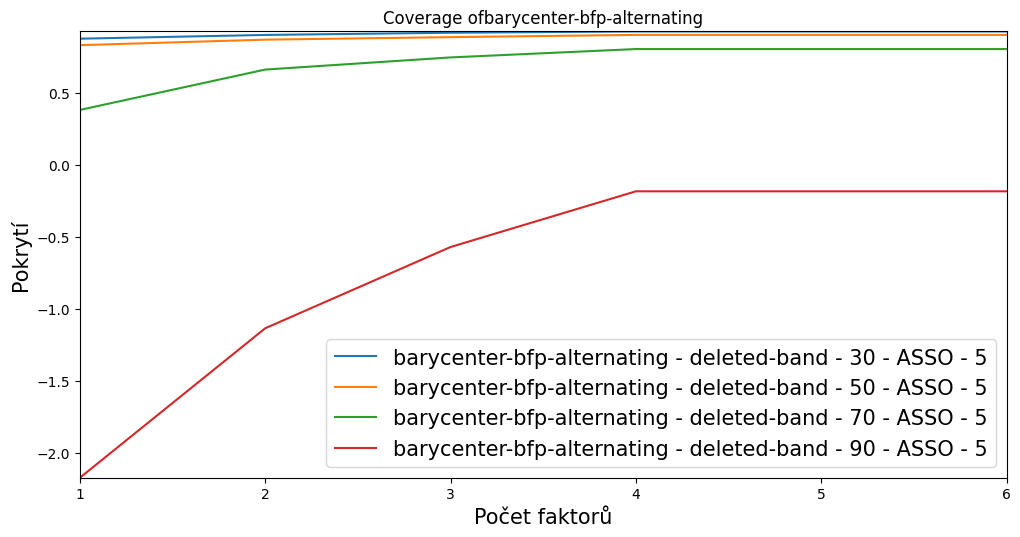 Coverage ofbarycenter-bfp-alternating
Pokrytí
0.5
0.0
−0.5
−1.0
−1.5
−2.0
barycenter-bfp-alternating - deleted-band - 30 - ASSO - 5
barycenter-bfp-alternating - deleted-band - 50 - ASSO - 5
barycenter-bfp-alternating - deleted-band - 70 - ASSO - 5
barycenter-bfp-alternating - deleted-band - 90 - ASSO - 5
1 2 3 4 5 6
Počet faktorů